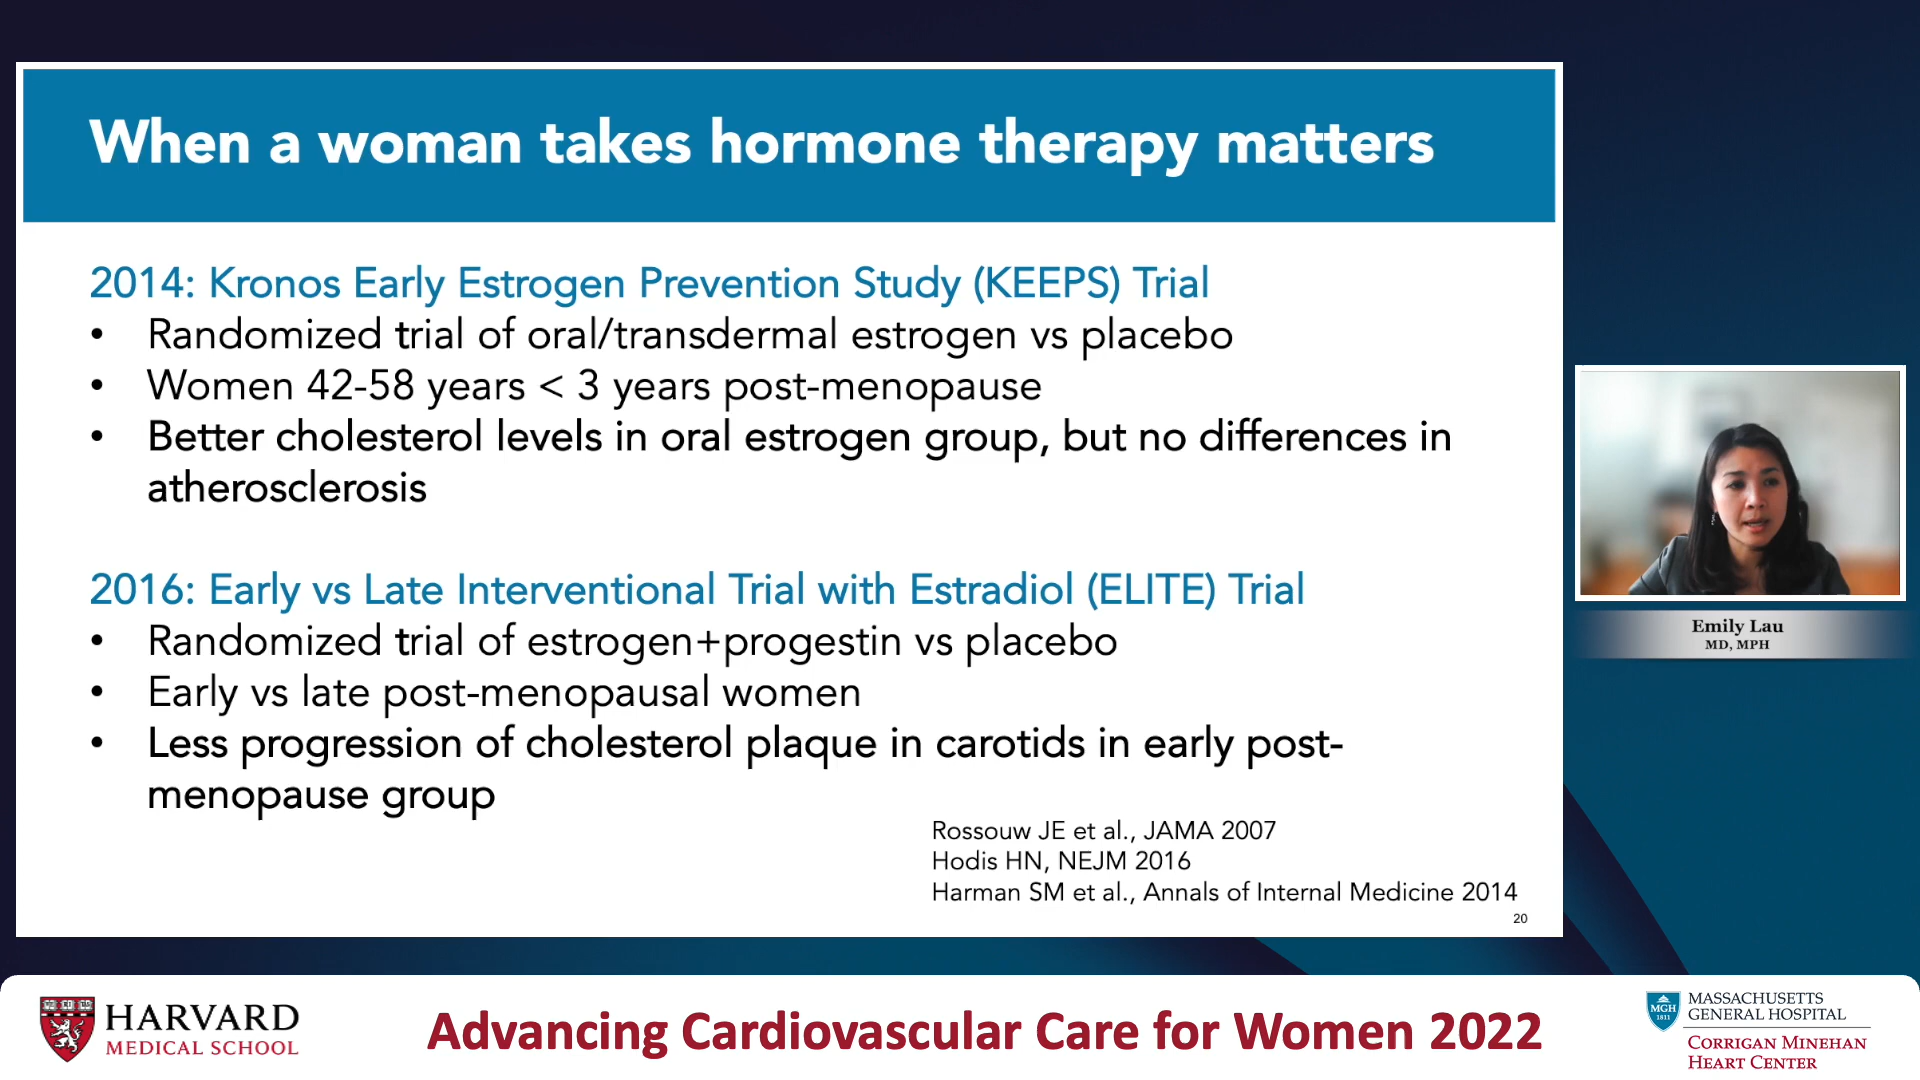 When a woman takes hormone therapy matters
2014: Kronos Early Estrogen Prevention Study (KEEPS) Trial
• Randomized trial of oral/transdermal estrogen vs placebo
• Women 42-58 years < 3 years post-menopause
• Better cholesterol levels in oral estrogen group, but no differences in
atherosclerosis
2016: Early vs Late Interventional Trial with Estradiol (ELITE) Trial
• Randomized trial of estrogen+progestin vs placebo
• Early vs late post-menopausal women
• Less progression of cholesterol plaque in carotids in early post-
menopause group
Rossouw JE et al., JAMA 2007
Hodis HN, NEJM 2016
Harman SM et al., Annals of Internal Medicine 2014
20
Emily Lau
MD, MPH
HARVARD
MEDICAL SCHOOL
Advancing Cardiovascular Care for Women 2022
MGH
1811
MASSACHUSETTS
GENERAL HOSPITAL
CORRIGAN MINEHAN
HEART CENTER